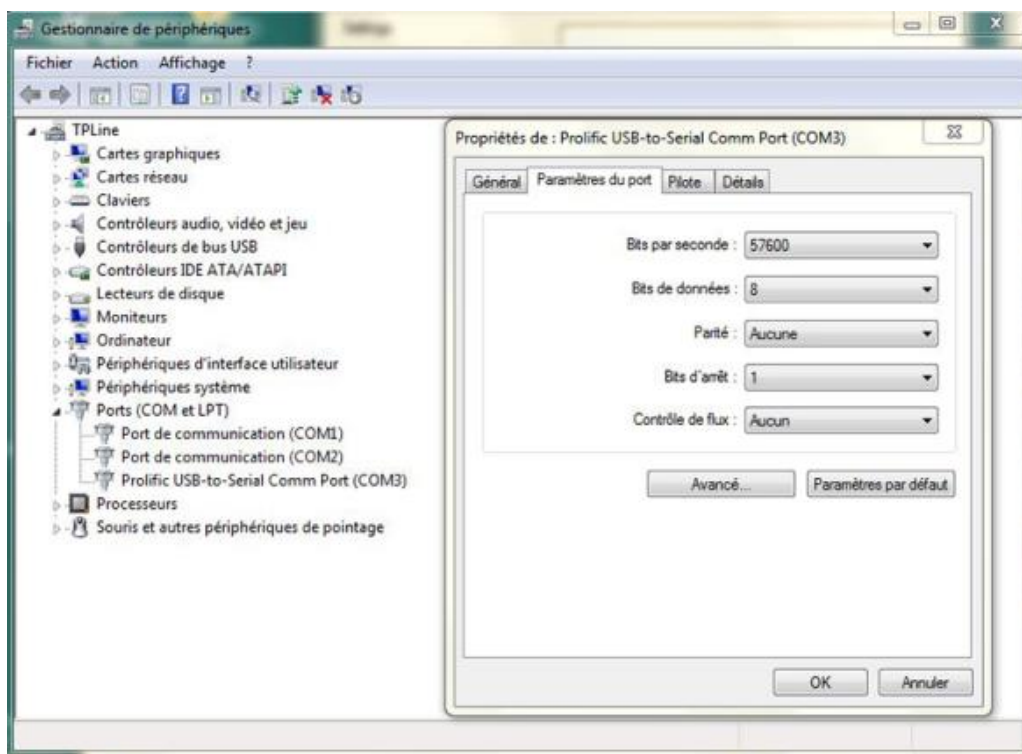 Gestionnaire de périphériques
Fichier Action Affichage ?
TPLine
Cartes graphiques
Cartes réseau
Claviers
Contrôleurs audio, vidéo et jeu
Contrôleurs de bus USB
Contrôleurs IDE ATA/ATAPI
Lecteurs de disque
Moniteurs
Ordinateur
Périphériques d'interface utilisateur
Périphériques système
Ports (COM et LPT)
Port de communication (COM1)
Port de communication (COM2)
Prolific USB-to-Serial Comm Port (COM3)
Processeurs
Souris et autres périphériques de pointage
Propriétés de : Prolific USB-to-Serial Comm Port (COM3)
Général Paramètres du port Pilote Détails
Bits par seconde : 57600
Bits de données : 8
Parité : Aucune
Bits d'arrêt : 1
Contrôle de flux : Aucun
Avancé... Paramètres par défaut
OK Annuler